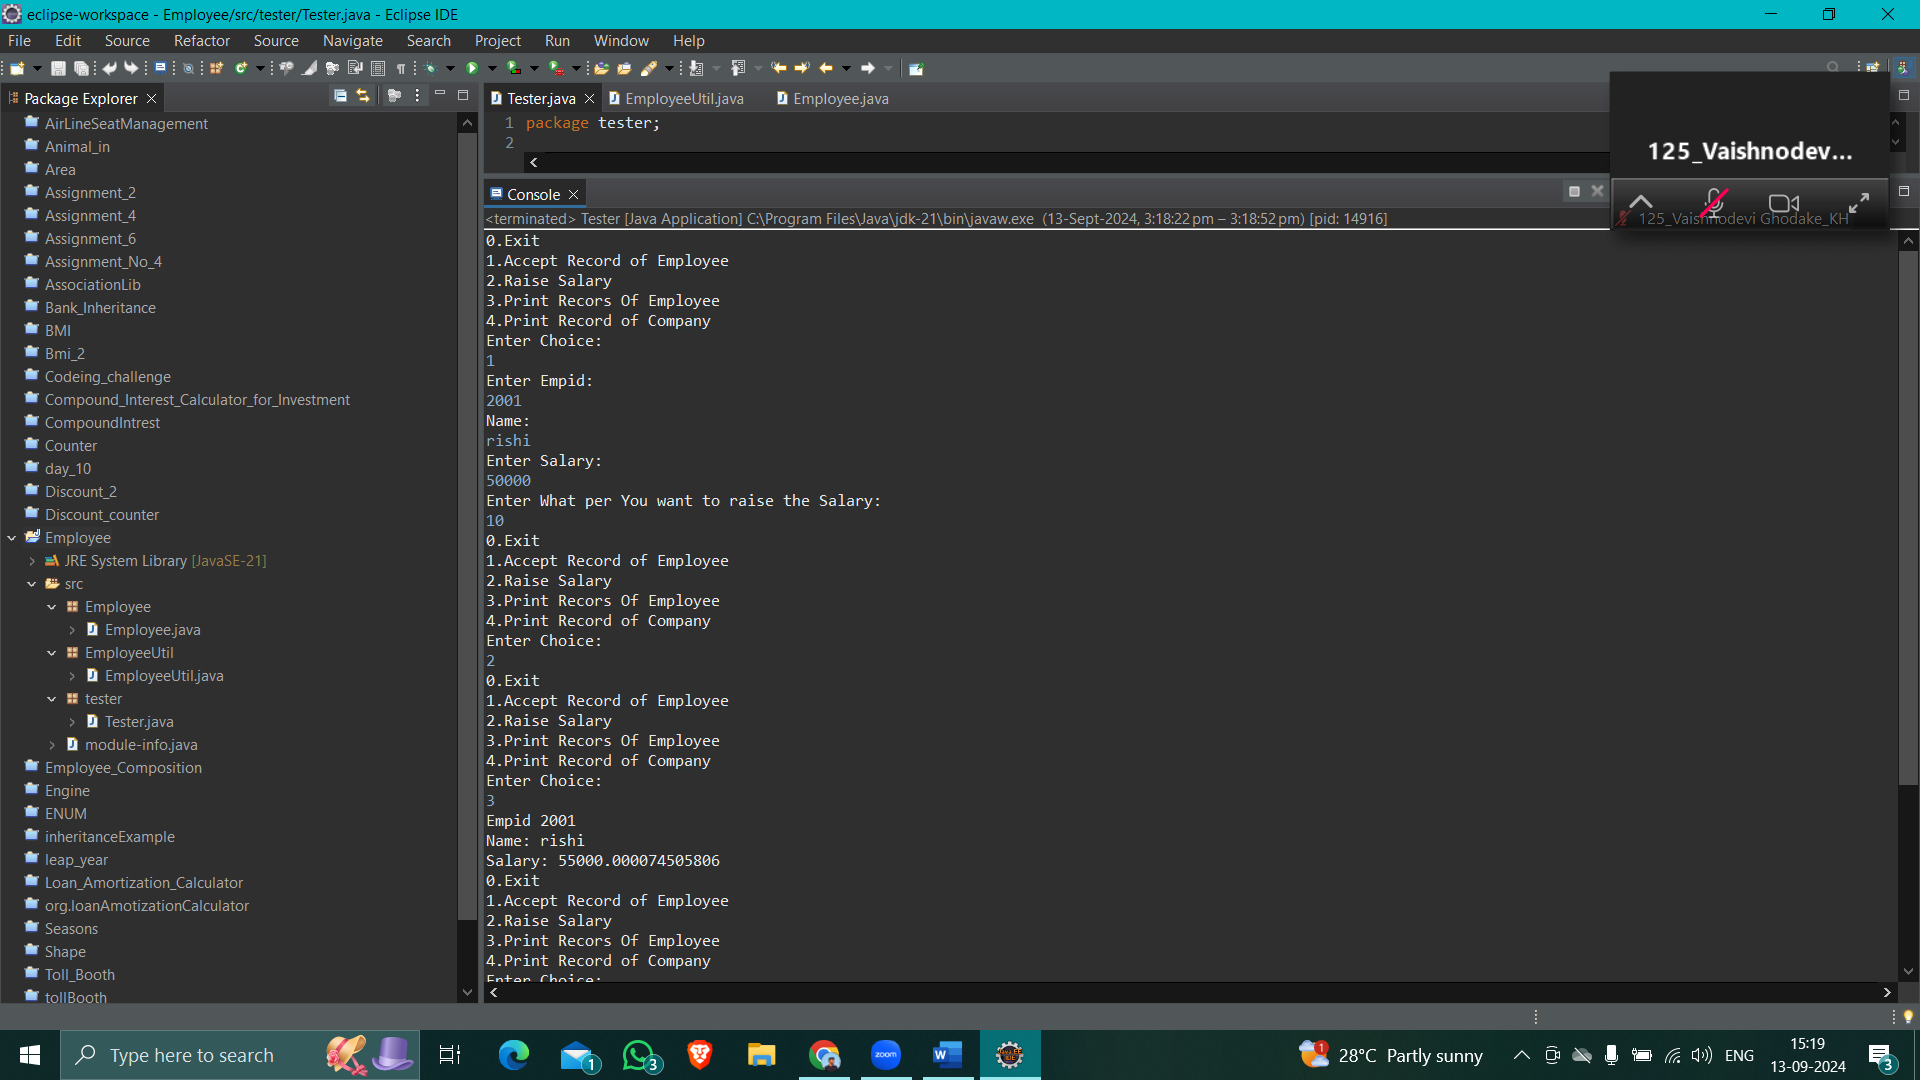 eclipse-workspace - Employee/src/tester/Tester.java - Eclipse IDE
File Edit Source Refactor Source Navigate Search Project Run Window Help
Package Explorer
AirLineSeatManagement
Animal_in
Area
Assignment_2
Assignment_4
Assignment_6
Assignment_No_4
AssociationLib
Bank_Inheritance
BMI
Bmi_2
Codeing_challenge
Compound_Interest_Calculator_for_Investment
CompoundIntrest
Counter
day_10
Discount_2
Discount_counter
Employee
JRE System Library [JavaSE-21]
src
Employee
Employee.java
EmployeeUtil
EmployeeUtil.java
tester
Tester.java
module-info.java
Employee_Composition
Engine
ENUM
inheritanceExample
leap_year
Loan_Amortization_Calculator
org.loanAmotizationCalculator
Seasons
Shape
Toll_Booth
tollBooth
Tester.java EmployeeUtil.java Employee.java
1 package tester;
2
125_Vaishnodev...
125_Vaishnodevi Ghodake_KH
Console
<terminated> Tester [Java Application] C:\Program Files\Java\jdk-21\bin\javaw.exe (13-Sept-2024, 3:18:22 pm – 3:18:52 pm) [pid: 14916]
0.Exit
1.Accept Record of Employee
2.Raise Salary
3.Print Recors Of Employee
4.Print Record of Company
Enter Choice:
1
Enter Empid:
2001
Name:
rishi
Enter Salary:
50000
Enter What per You want to raise the Salary:
10
0.Exit
1.Accept Record of Employee
2.Raise Salary
3.Print Recors Of Employee
4.Print Record of Company
Enter Choice:
2
0.Exit
1.Accept Record of Employee
2.Raise Salary
3.Print Recors Of Employee
4.Print Record of Company
Enter Choice:
3
Empid 2001
Name: rishi
Salary: 55000.000074505806
0.Exit
1.Accept Record of Employee
2.Raise Salary
3.Print Recors Of Employee
4.Print Record of Company
Enter Choice:
Type here to search
1
3
zoom
28°C Partly sunny
ENG
15:19
13-09-2024
3